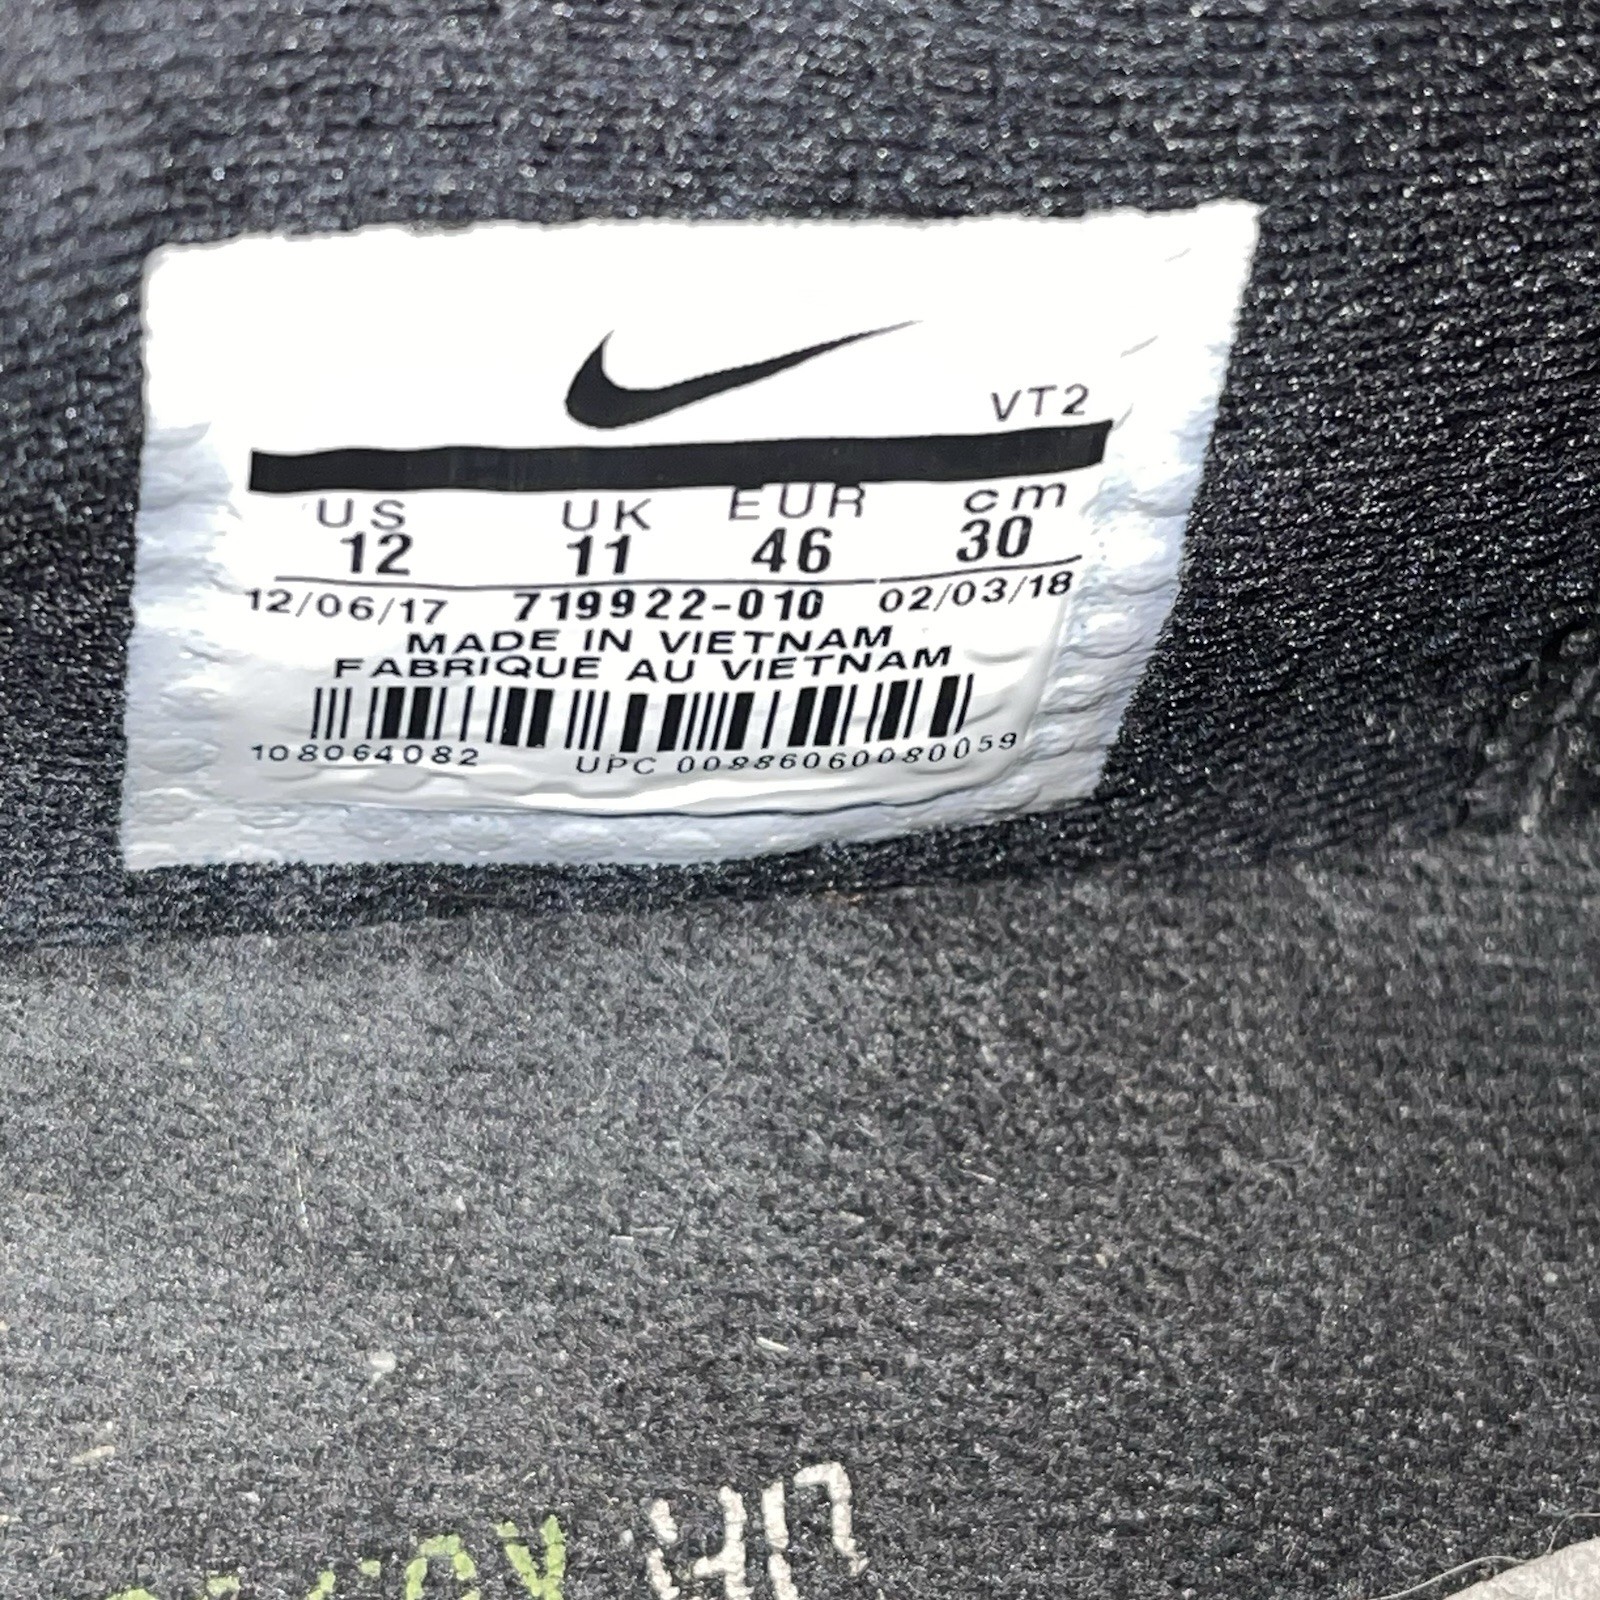 VT2
US UK EUR cm
12 11 46 30
12/06/17 719922-010 02/03/18
MADE IN VIETNAM
FABRIQUE AU VIETNAM
108064082 UPC 00886060080059